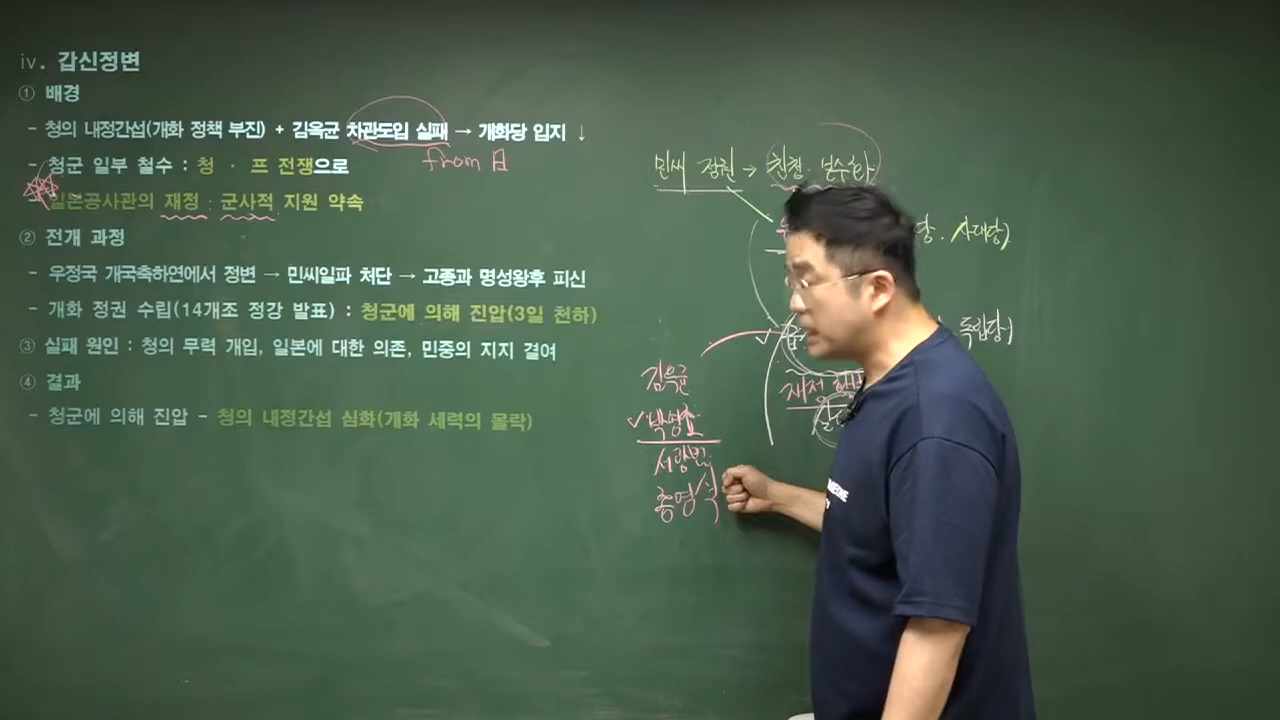 iv. 갑신정변
① 배경
- 청의 내정간섭(개화 정책 부진) + 김옥균 차관도입 실패 → 개화당 입지 ↓
from 日
- 청군 일부 철수 : 청 · 프 전쟁으로
- 일본공사관의 재정 · 군사적 지원 약속
② 전개 과정
- 우정국 개국축하연에서 정변 → 민씨일파 처단 → 고종과 명성왕후 피신
- 개화 정권 수립(14개조 정강 발표) : 청군에 의해 진압(3일 천하)
③ 실패 원인 : 청의 무력 개입, 일본에 대한 의존, 민중의 지지 결여
④ 결과
- 청군에 의해 진압 - 청의 내정간섭 심화(개화 세력의 몰락)
민씨 정권 → 친청·보수화
당. 사대당)
독립당)
재정
김옥균
박영효
서광범
홍영식